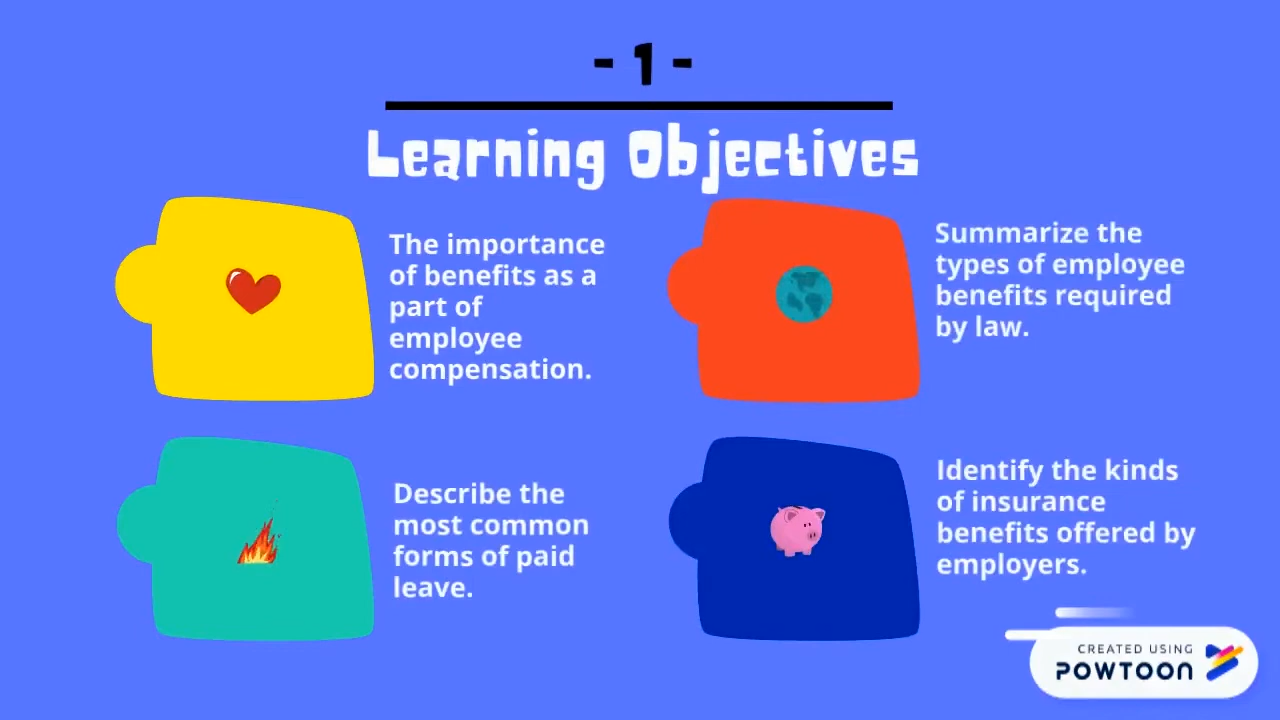 - 1 -
Learning Objectives
The importance
of benefits as a
part of
employee
compensation.
Summarize the
types of employee
benefits required
by law.
Describe the
most common
forms of paid
leave.
Identify the kinds
of insurance
benefits offered by
employers.
CREATED USING
POWTOON